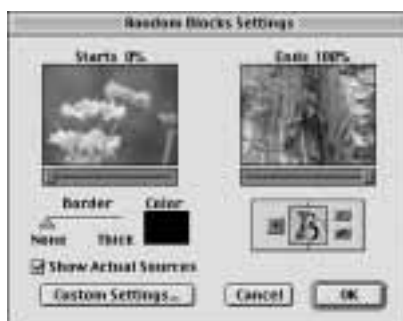 Random Blocks Settings
Starts 0%
Ends 100%
Border
Color
None
Thick
B
Show Actual Sources
Custom Settings...
Cancel
OK